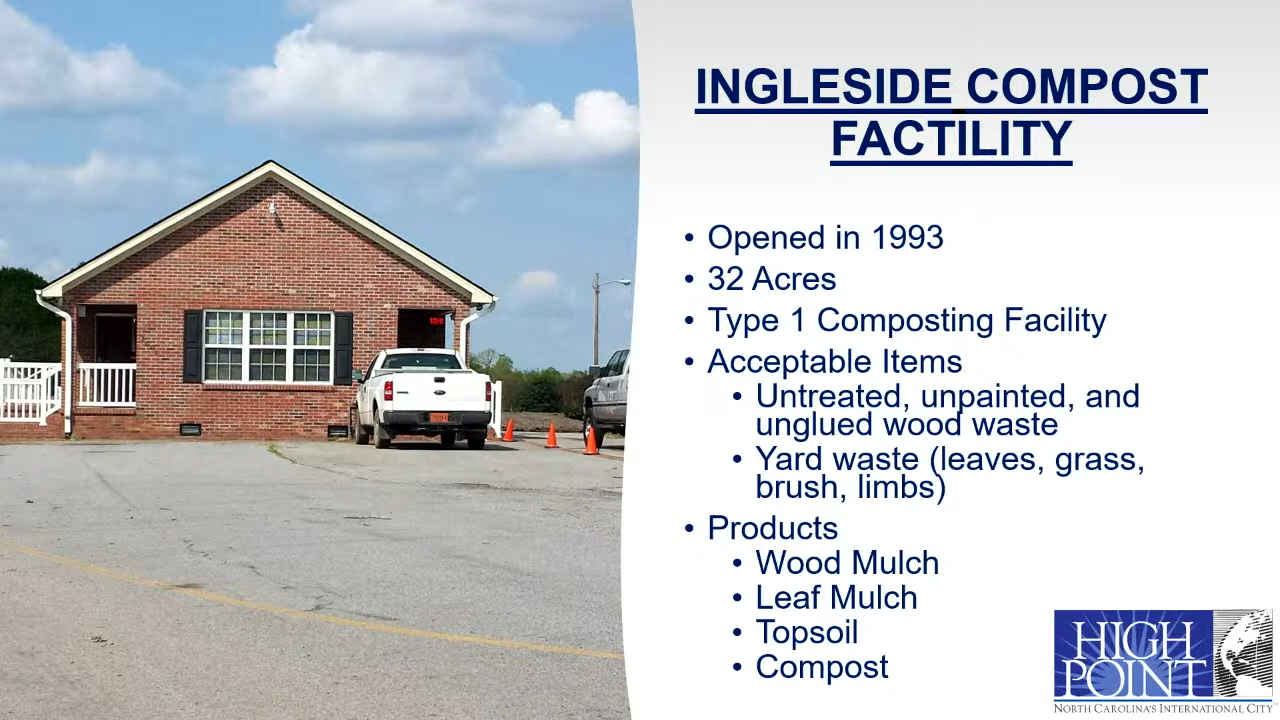 INGLESIDE COMPOST
FACTILITY
• Opened in 1993
• 32 Acres
• Type 1 Composting Facility
• Acceptable Items
• Untreated, unpainted, and
unglued wood waste
• Yard waste (leaves, grass,
brush, limbs)
• Products
• Wood Mulch
• Leaf Mulch
• Topsoil
• Compost
HIGH
POINT
NORTH CAROLINA'S INTERNATIONAL CITY